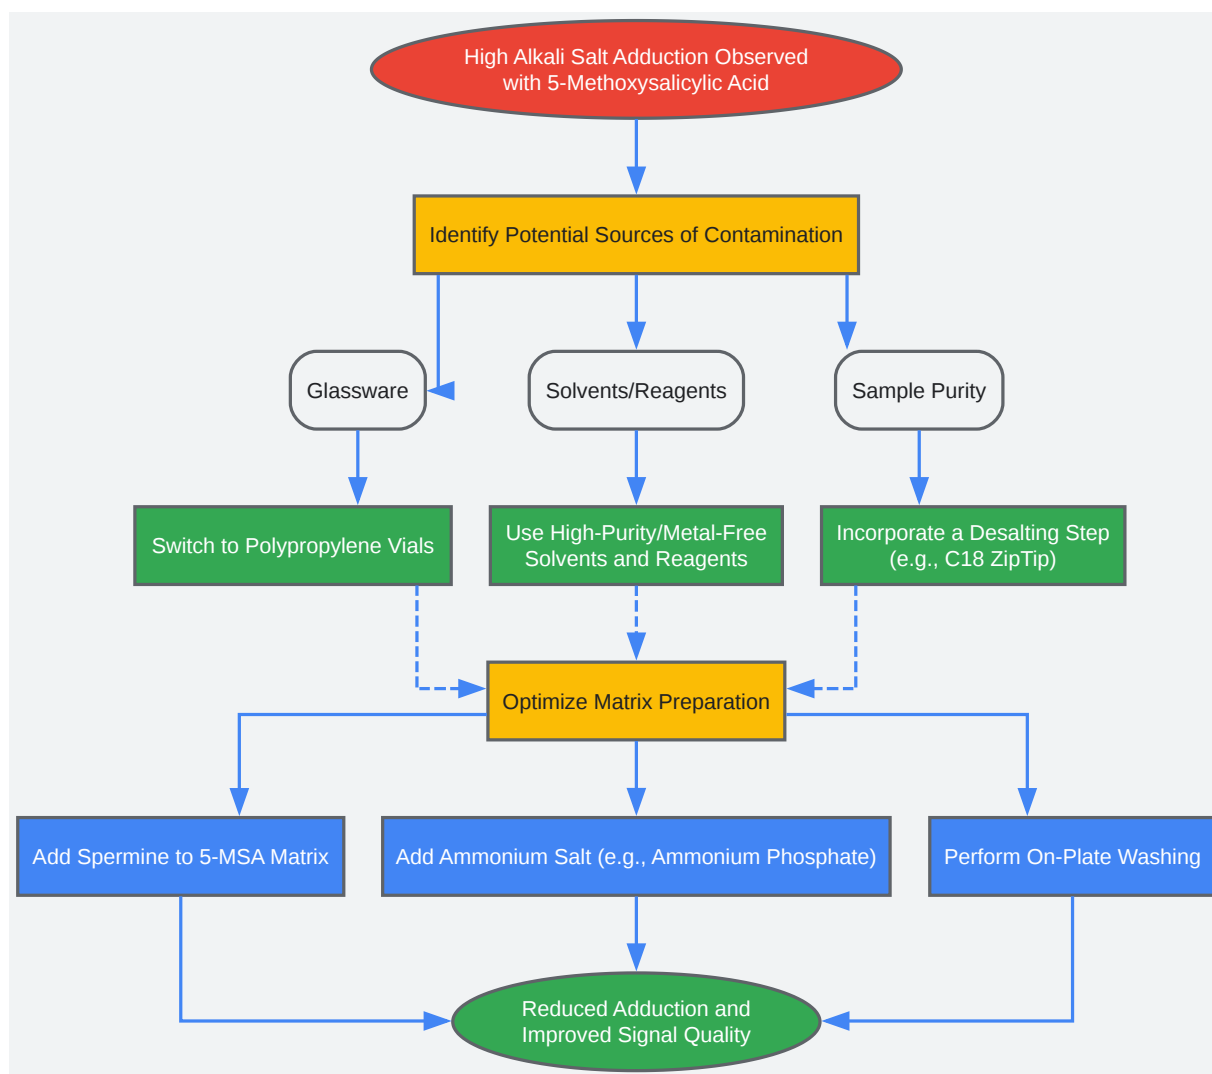 High Alkali Salt Adduction Observed
with 5-Methoxysalicylic Acid
Identify Potential Sources of Contamination
Glassware
Solvents/Reagents
Sample Purity
Switch to Polypropylene Vials
Use High-Purity/Metal-Free
Solvents and Reagents
Incorporate a Desalting Step
(e.g., C18 ZipTip)
Optimize Matrix Preparation
Add Spermine to 5-MSA Matrix
Add Ammonium Salt (e.g., Ammonium Phosphate)
Perform On-Plate Washing
Reduced Adduction and
Improved Signal Quality